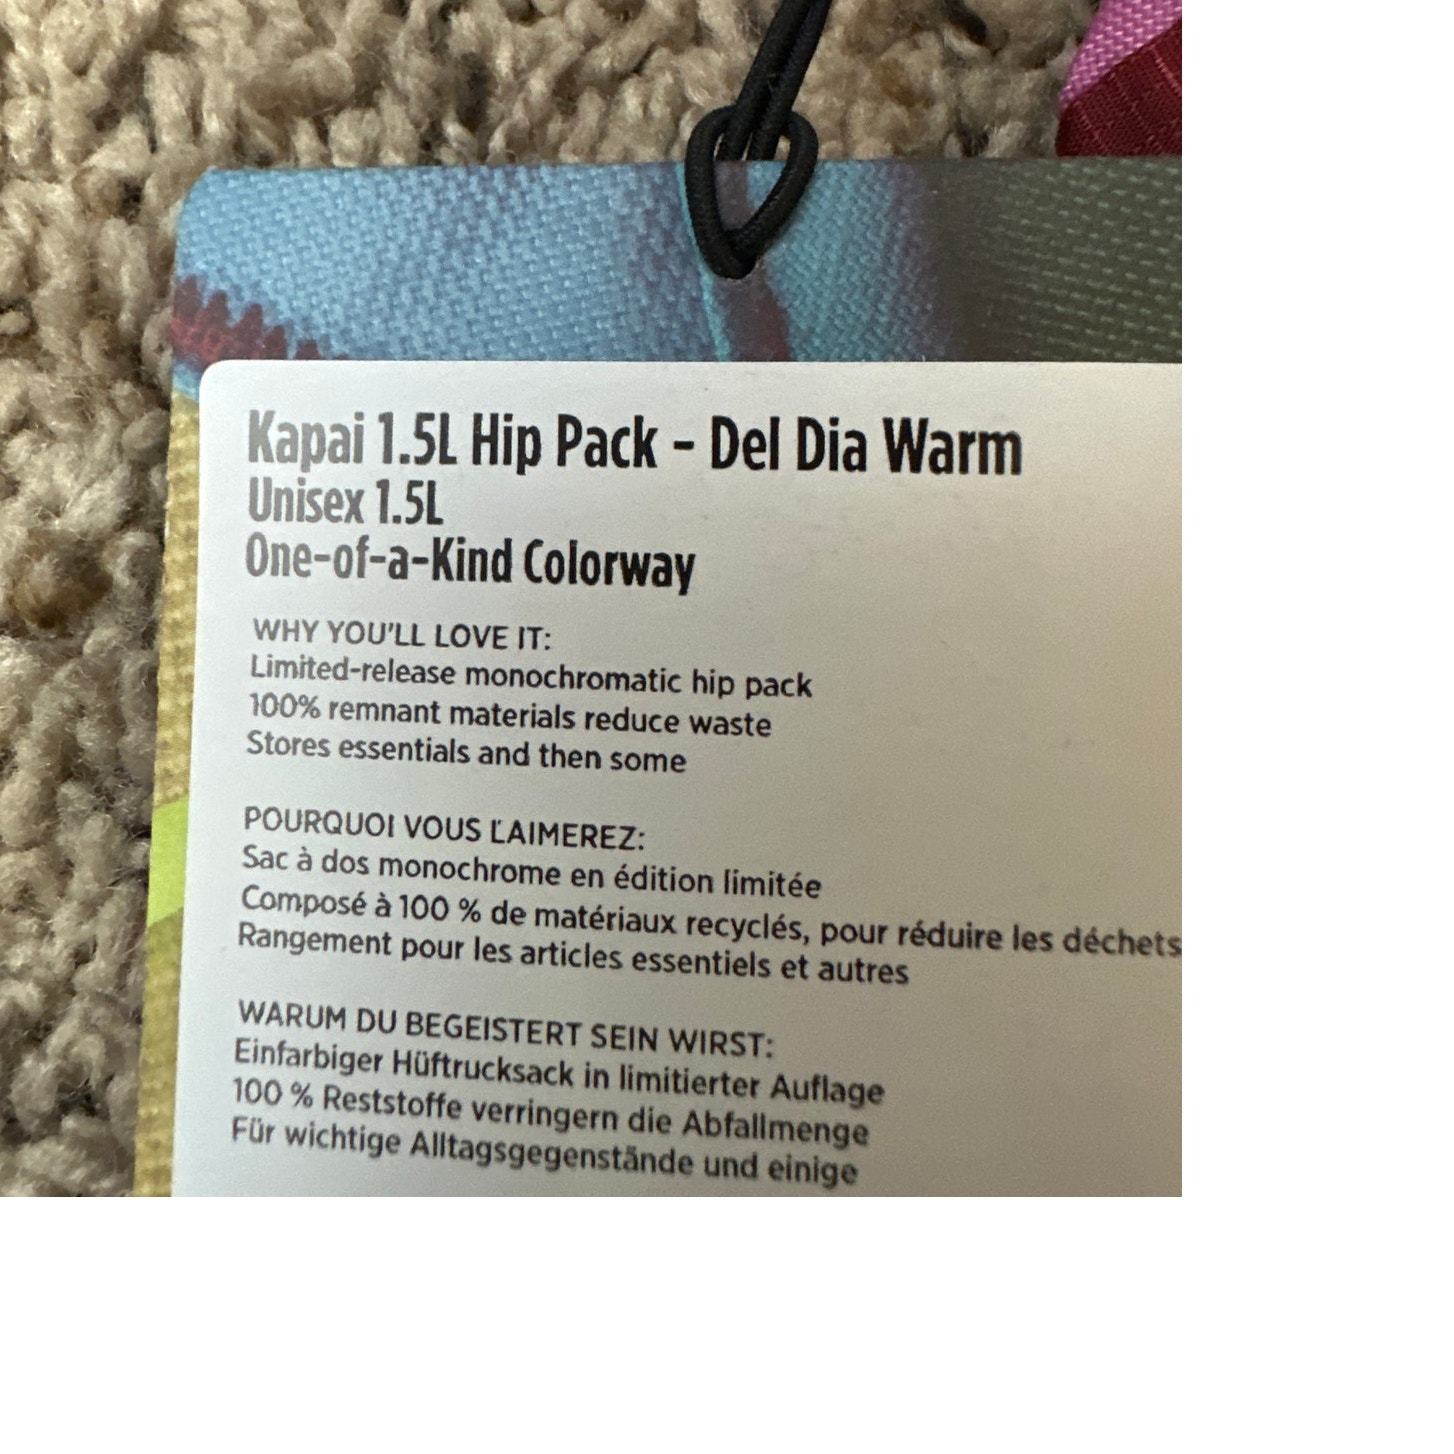 Kapai 1.5L Hip Pack - Del Dia Warm
Unisex 1.5L
One-of-a-Kind Colorway
WHY YOU'LL LOVE IT:
Limited-release monochromatic hip pack
100% remnant materials reduce waste
Stores essentials and then some
POURQUOI VOUS L'AIMEREZ:
Sac à dos monochrome en édition limitée
Composé à 100 % de matériaux recyclés, pour réduire les déchets
Rangement pour les articles essentiels et autres
WARUM DU BEGEISTERT SEIN WIRST:
Einfarbiger Hüftrucksack in limitierter Auflage
100 % Reststoffe verringern die Abfallmenge
Für wichtige Alltagsgegenstände und einige